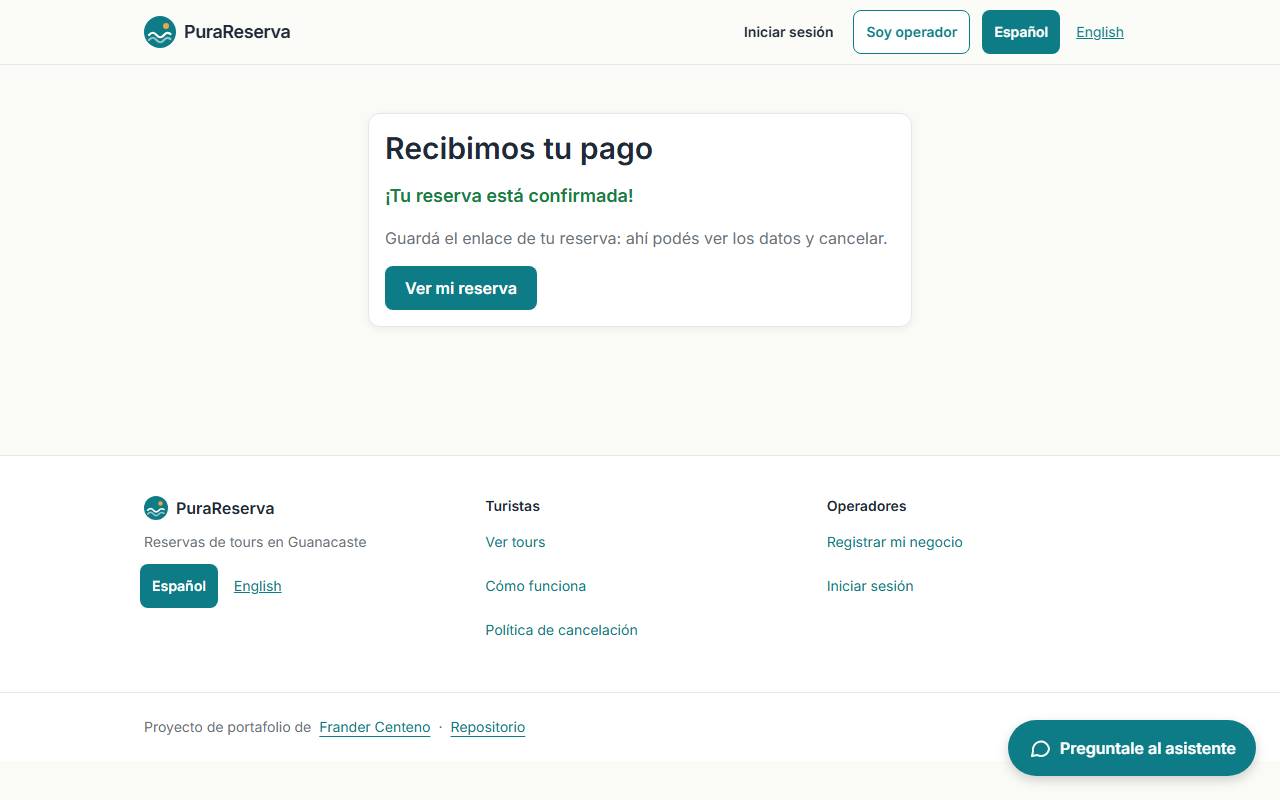 PuraReserva
Iniciar sesión
Soy operador
Español
English
Recibimos tu pago
¡Tu reserva está confirmada!
Guardá el enlace de tu reserva: ahí podés ver los datos y cancelar.
Ver mi reserva
PuraReserva
Reservas de tours en Guanacaste
Español
English
Turistas
Ver tours
Cómo funciona
Política de cancelación
Operadores
Registrar mi negocio
Iniciar sesión
Proyecto de portafolio de Frander Centeno · Repositorio
Preguntale al asistente